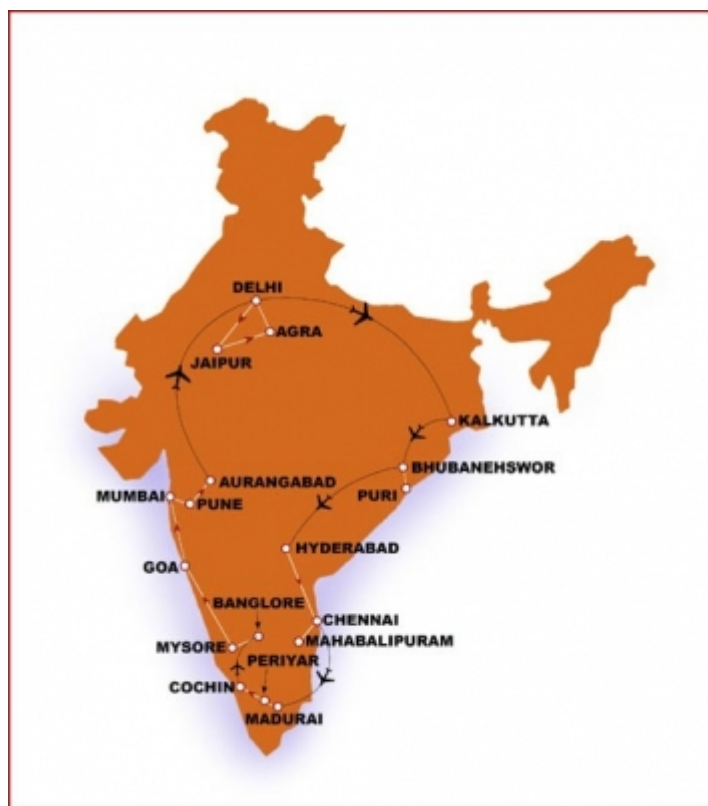 DELHI
AGRA
JAIPUR
KALKUTTA
BHUBANEHSWOR
AURANGABAD
MUMBAI
PUNE
PURI
HYDERABAD
GOA
BANGLORE
CHENNAI
MAHABALIPURAM
MYSORE
PERIYAR
COCHIN
MADURAI